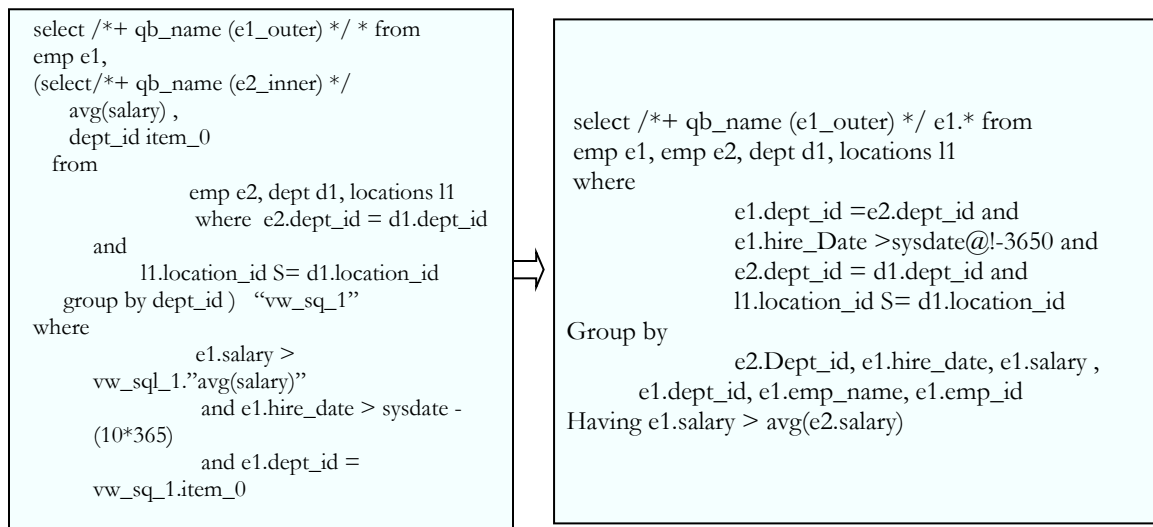 select /*+ qb_name (e1_outer) */ * from
emp e1,
(select/*+ qb_name (e2_inner) */
avg(salary) ,
dept_id item_0
from
emp e2, dept d1, locations l1
where e2.dept_id = d1.dept_id
and
l1.location_id S= d1.location_id
group by dept_id ) “vw_sq_1”
where
e1.salary >
vw_sql_1.”avg(salary)”
and e1.hire_date > sysdate -
(10*365)
and e1.dept_id =
vw_sq_1.item_0
select /*+ qb_name (e1_outer) */ e1.* from
emp e1, emp e2, dept d1, locations l1
where
e1.dept_id =e2.dept_id and
e1.hire_Date >sysdate@!-3650 and
e2.dept_id = d1.dept_id and
l1.location_id S= d1.location_id
Group by
e2.Dept_id, e1.hire_date, e1.salary ,
e1.dept_id, e1.emp_name, e1.emp_id
Having e1.salary > avg(e2.salary)